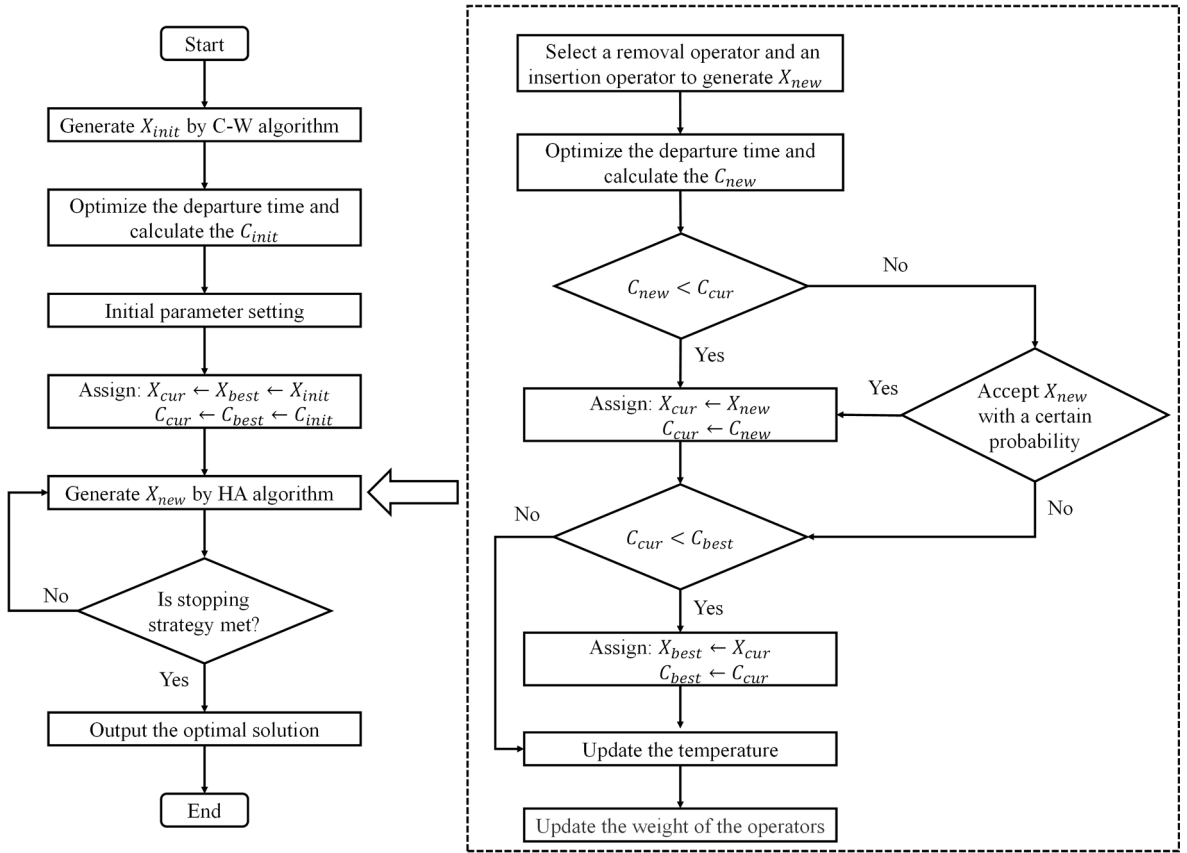 Start
Generate X_init by C-W algorithm
Optimize the departure time and
calculate the C_init
Initial parameter setting
Assign: X_cur ← X_best ← X_init
C_cur ← C_best ← C_init
Generate X_new by HA algorithm
No
Is stopping
strategy met?
Yes
Output the optimal solution
End
Select a removal operator and an
insertion operator to generate X_new
Optimize the departure time and
calculate the C_new
C_new < C_cur
No
Yes
Assign: X_cur ← X_new
C_cur ← C_new
Yes
Accept X_new
with a certain
probability
No
No
C_cur < C_best
Yes
Assign: X_best ← X_cur
C_best ← C_cur
Update the temperature
Update the weight of the operators